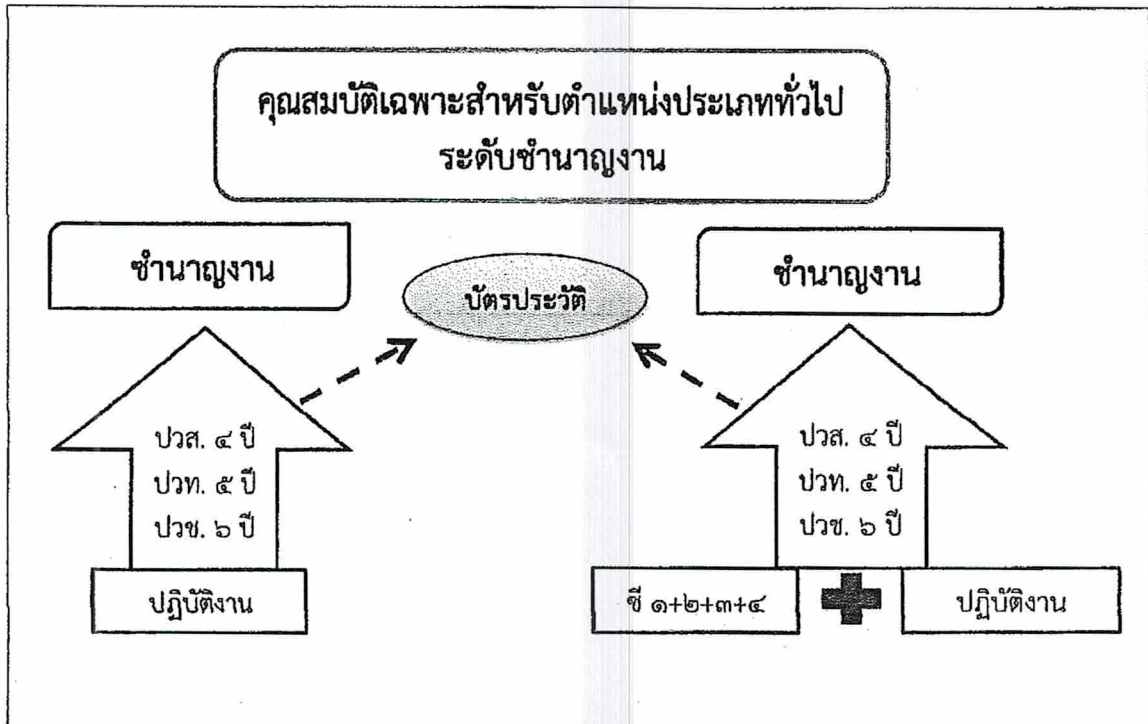 คุณสมบัติเฉพาะสำหรับตำแหน่งประเภททั่วไป
ระดับชำนาญงาน
ชำนาญงาน
บัตรประวัติ
ชำนาญงาน
ปวส. ๔ ปี
ปวท. ๕ ปี
ปวช. ๖ ปี
ปฏิบัติงาน
ปวส. ๔ ปี
ปวท. ๕ ปี
ปวช. ๖ ปี
ซี ๑+๒+๓+๔
ปฏิบัติงาน